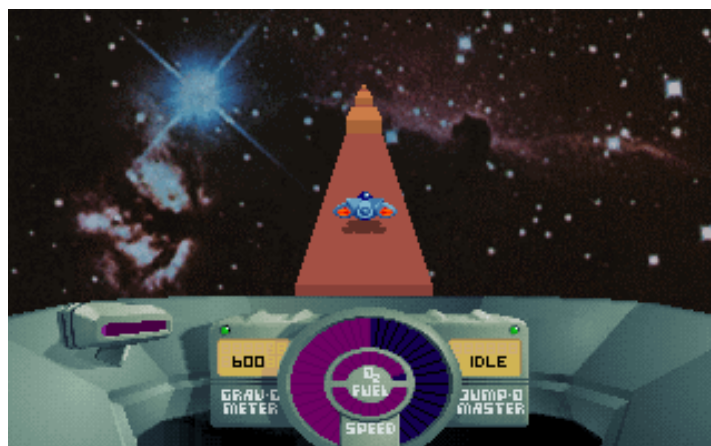 600
GRAV-O
METER
O2
FUEL
SPEED
IDLE
JUMP-O
MASTER